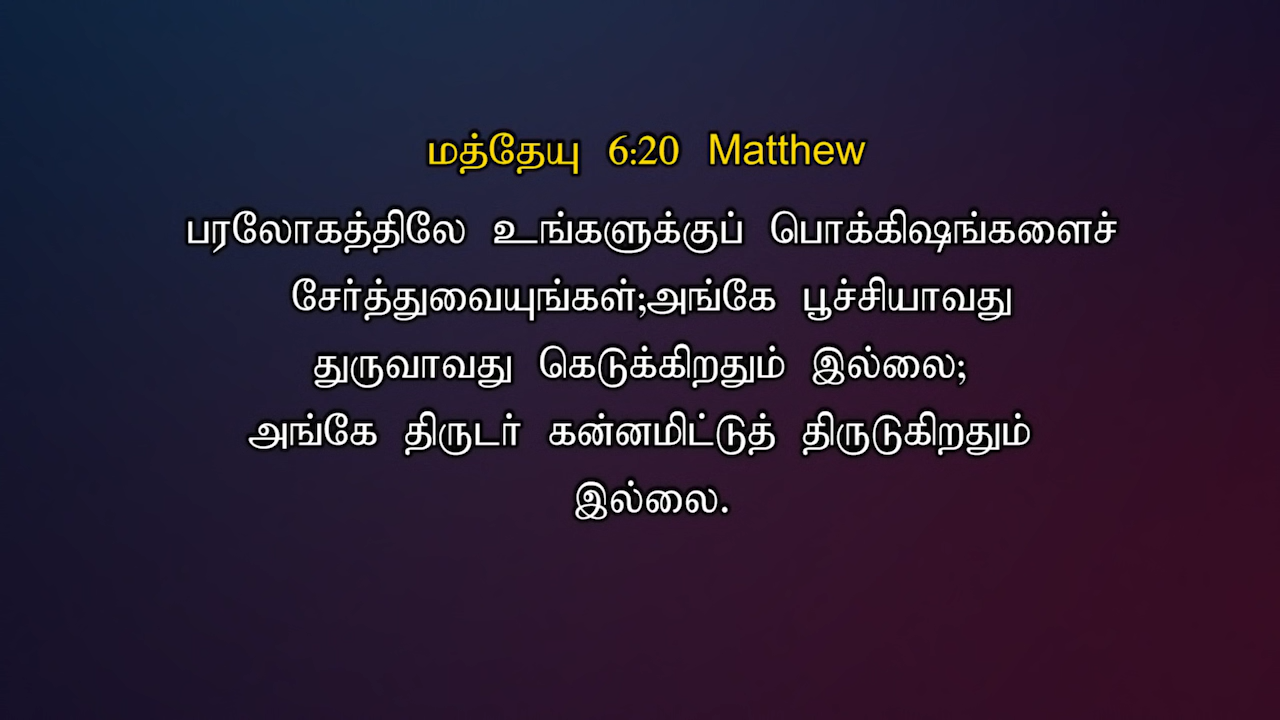 மத்தேயு 6:20 Matthew
பரலோகத்திலே உங்களுக்குப் பொக்கிஷங்களைச்
சேர்த்துவையுங்கள்;அங்கே பூச்சியாவது
துருவாவது கெடுக்கிறதும் இல்லை;
அங்கே திருடர் கன்னமிட்டுத் திருடுகிறதும்
இல்லை.